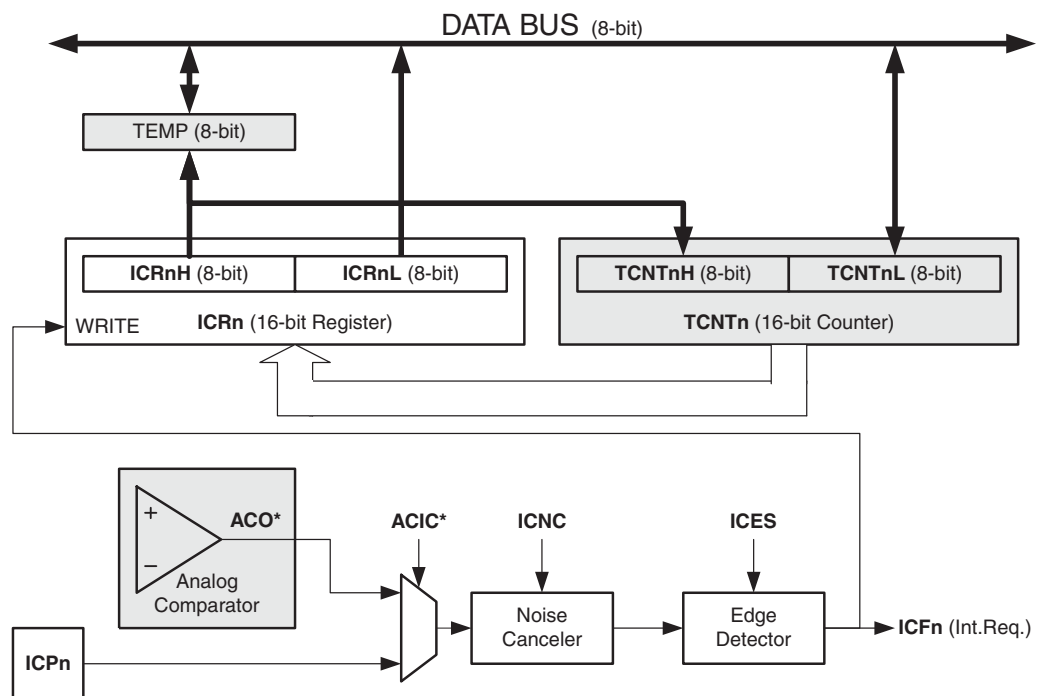 DATA BUS (8-bit)
TEMP (8-bit)
ICRnH (8-bit) ICRnL (8-bit) TCNTnH (8-bit) TCNTnL (8-bit)
WRITE ICRn (16-bit Register) TCNTn (16-bit Counter)
+ ACO* ACIC* ICNC ICES
−
Analog
Comparator
Noise
Canceler
Edge
Detector
ICFn (Int.Req.)
ICPn